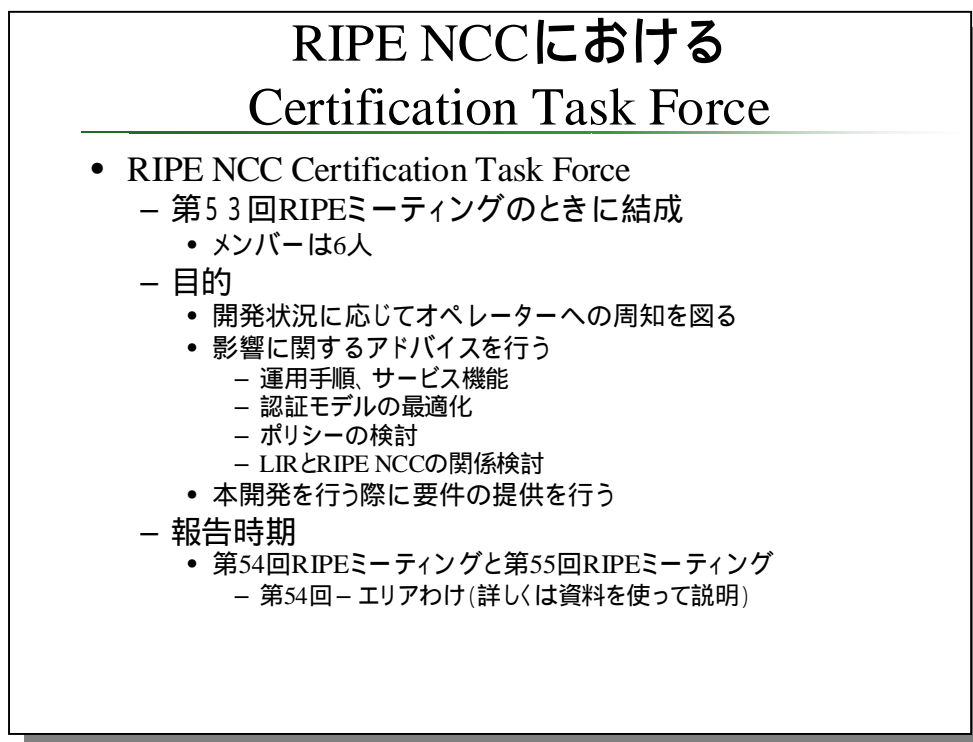 RIPE NCCにおける
Certification Task Force
• RIPE NCC Certification Task Force
– 第53回RIPEミーティングのときに結成
• メンバーは6人
– 目的
• 開発状況に応じてオペレーターへの周知を図る
• 影響に関するアドバイスを行う
– 運用手順、サービス機能
– 認証モデルの最適化
– ポリシーの検討
– LIRとRIPE NCCの関係検討
• 本開発を行う際に要件の提供を行う
– 報告時期
• 第54回RIPEミーティングと第55回RIPEミーティング
– 第54回 – エリアわけ(詳しくは資料を使って説明)